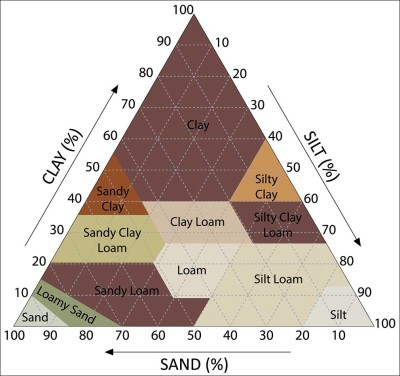 100
90
10
80
20
70
30
60
Clay
40
50
50
40
Sandy
Clay
Silty
Clay
60
30
Clay Loam
Silty Clay
Loam
70
Sandy Clay
Loam
20
Loam
Silt Loam
80
10
Sandy Loam
90
Loamy Sand
Sand
Silt
100
100
90
80
70
60
50
40
30
20
10
CLAY (%)
SILT (%)
SAND (%)